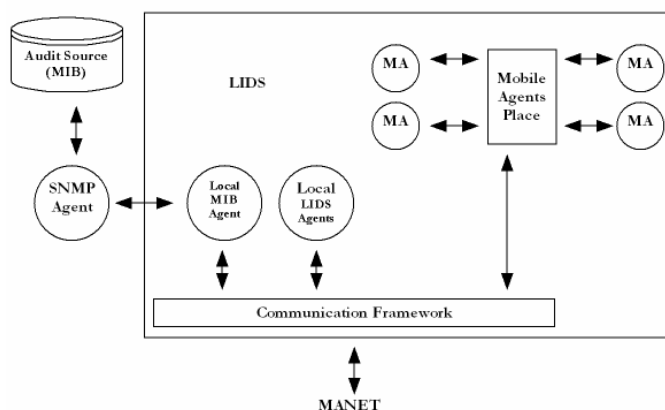 Audit Source
(MIB)
LIDS
MA
MA
Mobile
Agents
Place
MA
MA
SNMP
Agent
Local
MIB
Agent
Local
LIDS
Agents
Communication Framework
MANET